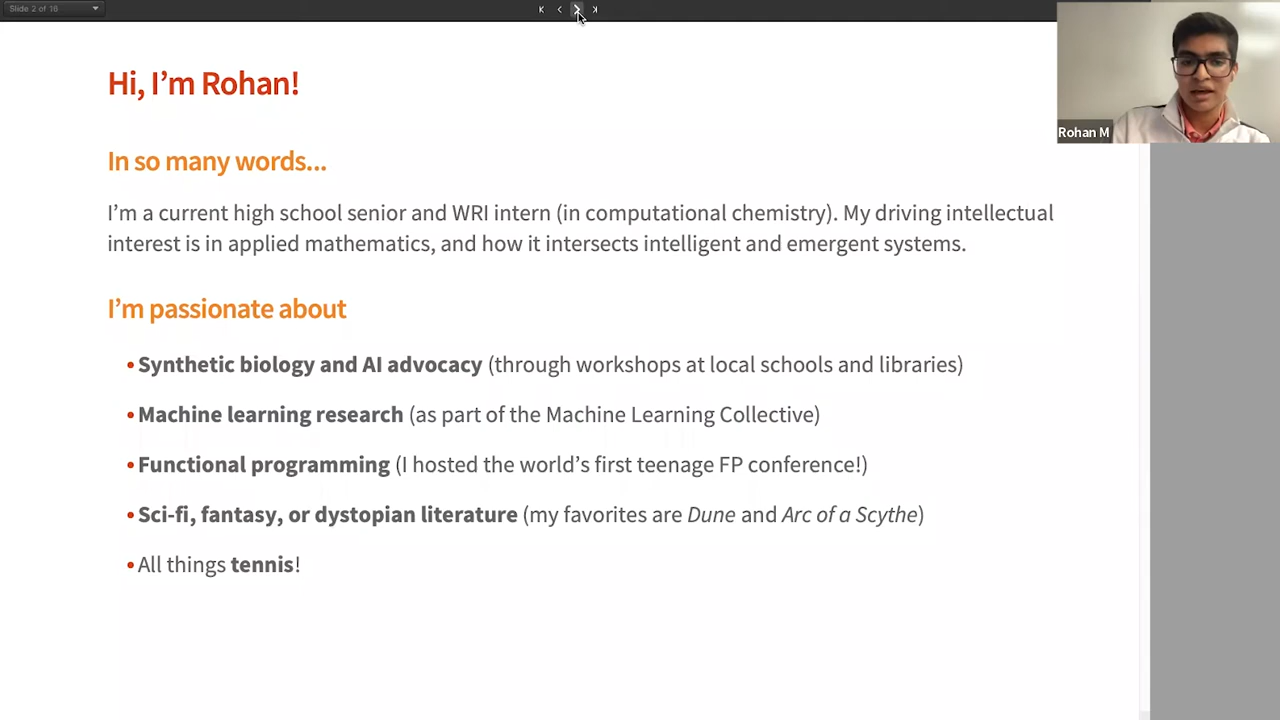 Slide 2 of 18
Hi, I’m Rohan!
Rohan M
In so many words...
I’m a current high school senior and WRI intern (in computational chemistry). My driving intellectual
interest is in applied mathematics, and how it intersects intelligent and emergent systems.
I’m passionate about
• Synthetic biology and AI advocacy (through workshops at local schools and libraries)
• Machine learning research (as part of the Machine Learning Collective)
• Functional programming (I hosted the world’s first teenage FP conference!)
• Sci-fi, fantasy, or dystopian literature (my favorites are Dune and Arc of a Scythe)
• All things tennis!